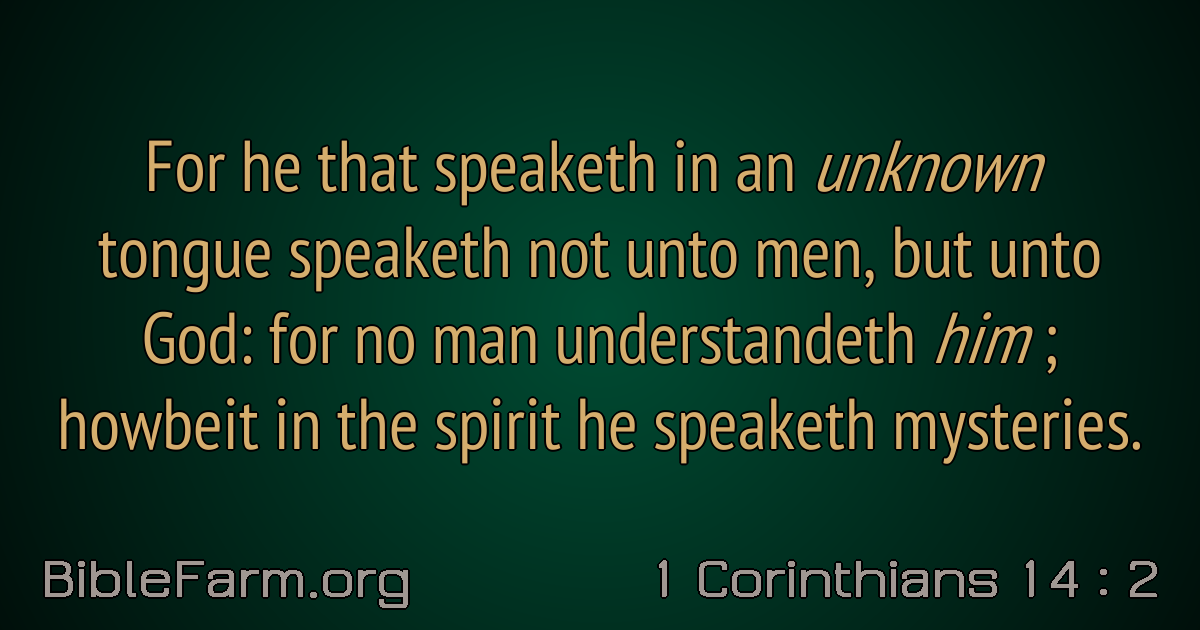 For he that speaketh in an unknown
tongue speaketh not unto men, but unto
God: for no man understandeth him ;
howbeit in the spirit he speaketh mysteries.
BibleFarm.org
1 Corinthians 14 : 2